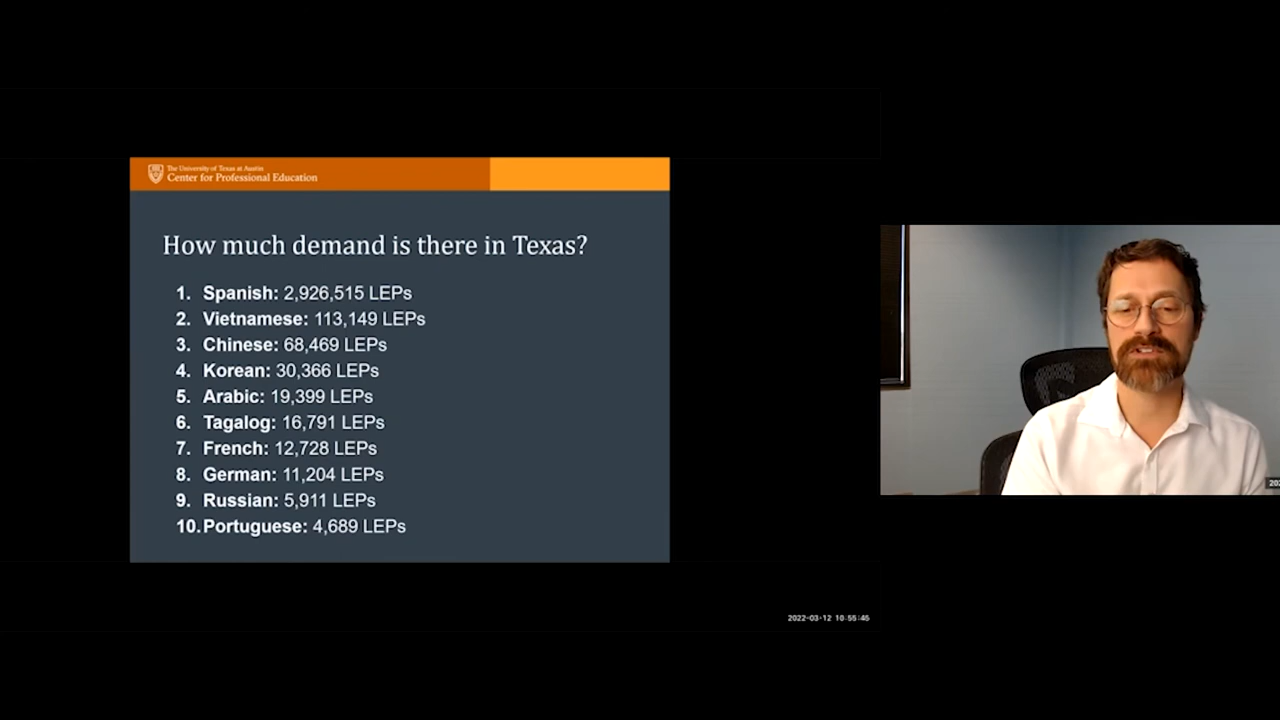 The University of Texas at Austin
Center for Professional Education
How much demand is there in Texas?
1. Spanish: 2,926,515 LEPs
2. Vietnamese: 113,149 LEPs
3. Chinese: 68,469 LEPs
4. Korean: 30,366 LEPs
5. Arabic: 19,399 LEPs
6. Tagalog: 16,791 LEPs
7. French: 12,728 LEPs
8. German: 11,204 LEPs
9. Russian: 5,911 LEPs
10. Portuguese: 4,689 LEPs
2022-03-12 10:55:45